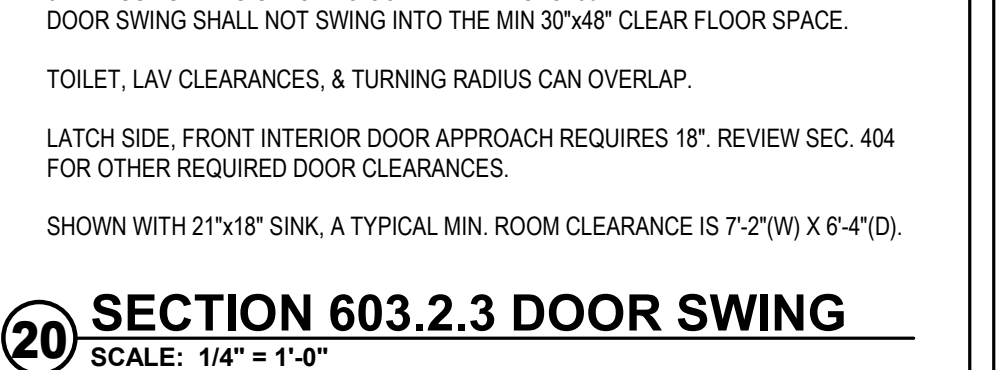 DOOR SWING SHALL NOT SWING INTO THE MIN 30"x48" CLEAR FLOOR SPACE.
TOILET, LAV CLEARANCES, & TURNING RADIUS CAN OVERLAP.
LATCH SIDE, FRONT INTERIOR DOOR APPROACH REQUIRES 18". REVIEW SEC. 404
FOR OTHER REQUIRED DOOR CLEARANCES.
SHOWN WITH 21"x18" SINK, A TYPICAL MIN. ROOM CLEARANCE IS 7'-2"(W) X 6'-4"(D).
20 SECTION 603.2.3 DOOR SWING
SCALE: 1/4" = 1'-0"